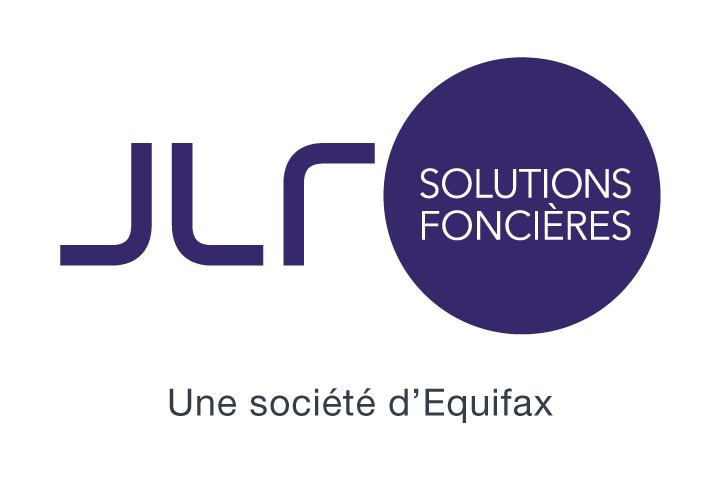 JLR
SOLUTIONS
FONCIÈRES
Une société d’Equifax